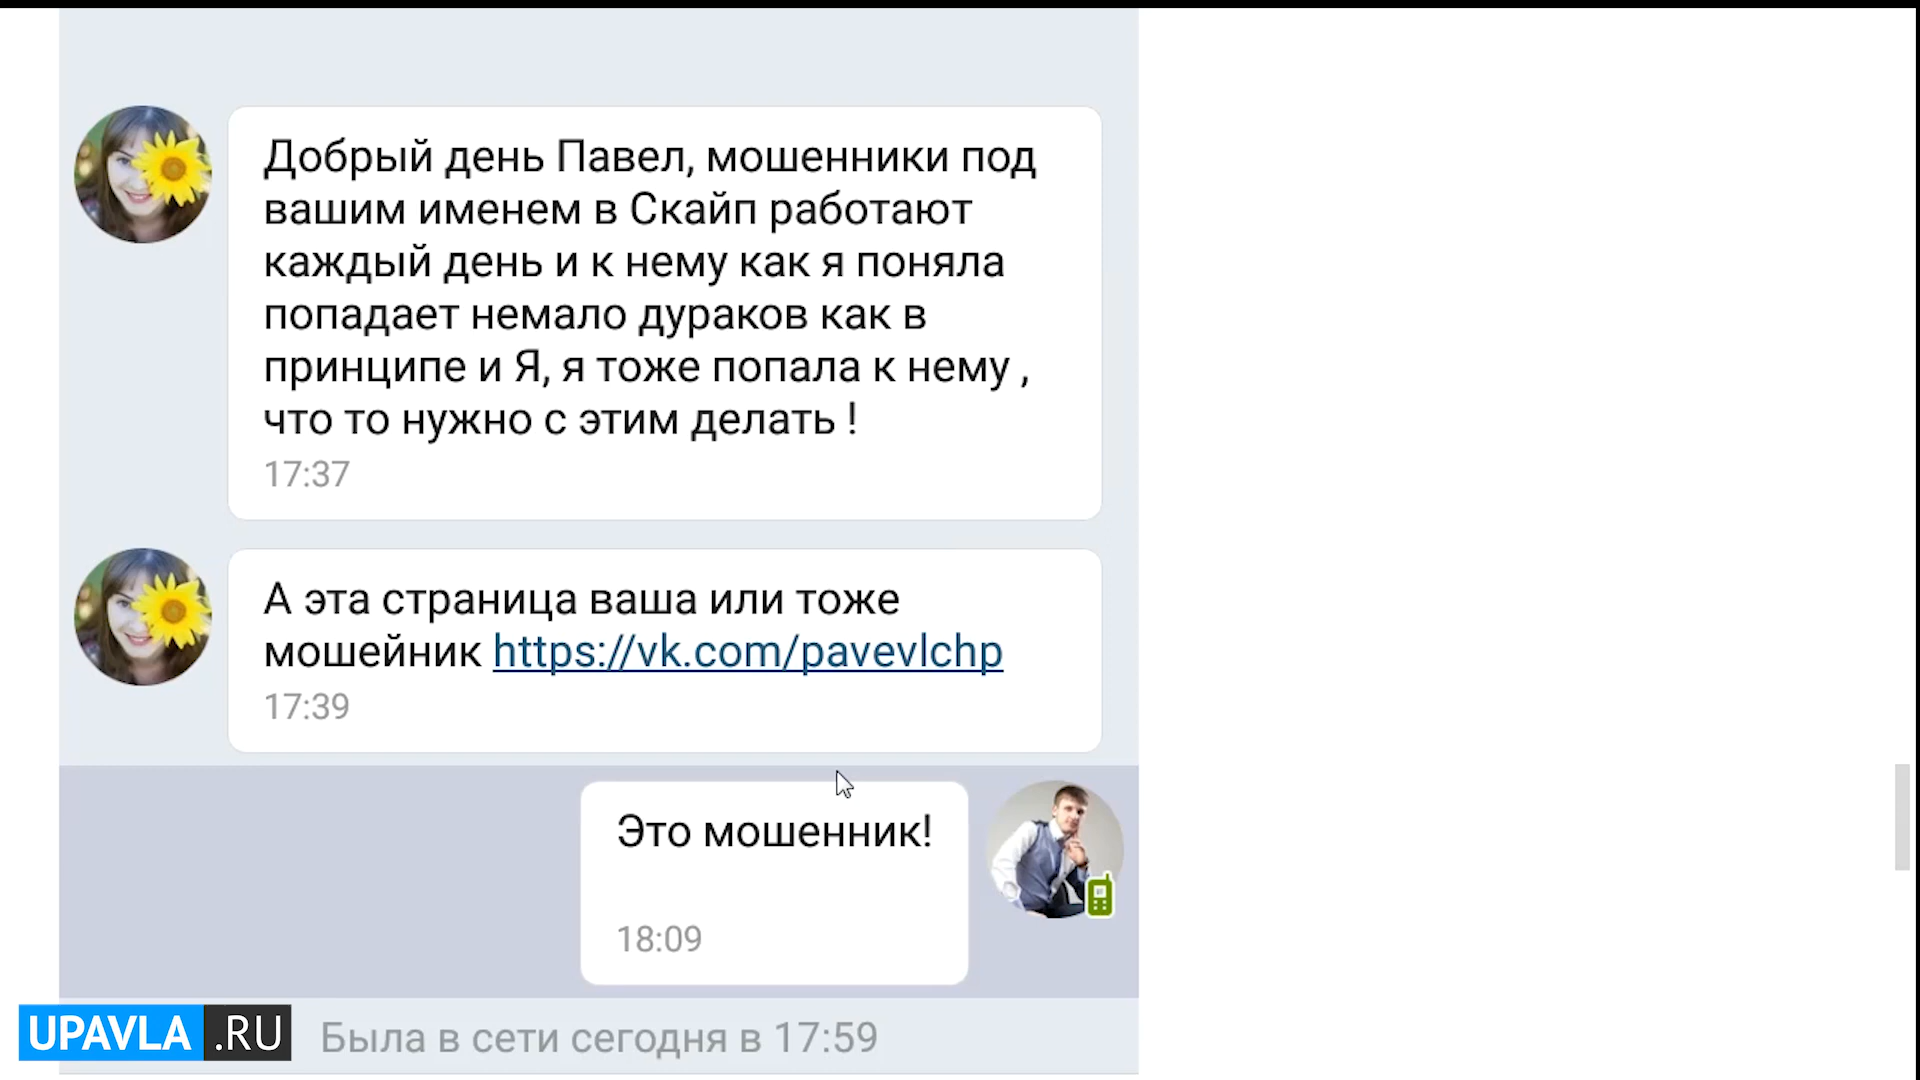 Добрый день Павел, мошенники под
вашим именем в Скайп работают
каждый день и к нему как я поняла
попадает немало дураков как в
принципе и Я, я тоже попала к нему ,
что то нужно с этим делать !
17:37
А эта страница ваша или тоже
мошейник https://vk.com/pavevlchp
17:39
Это мошенник!
18:09
UPAVLA .RU
Была в сети сегодня в 17:59